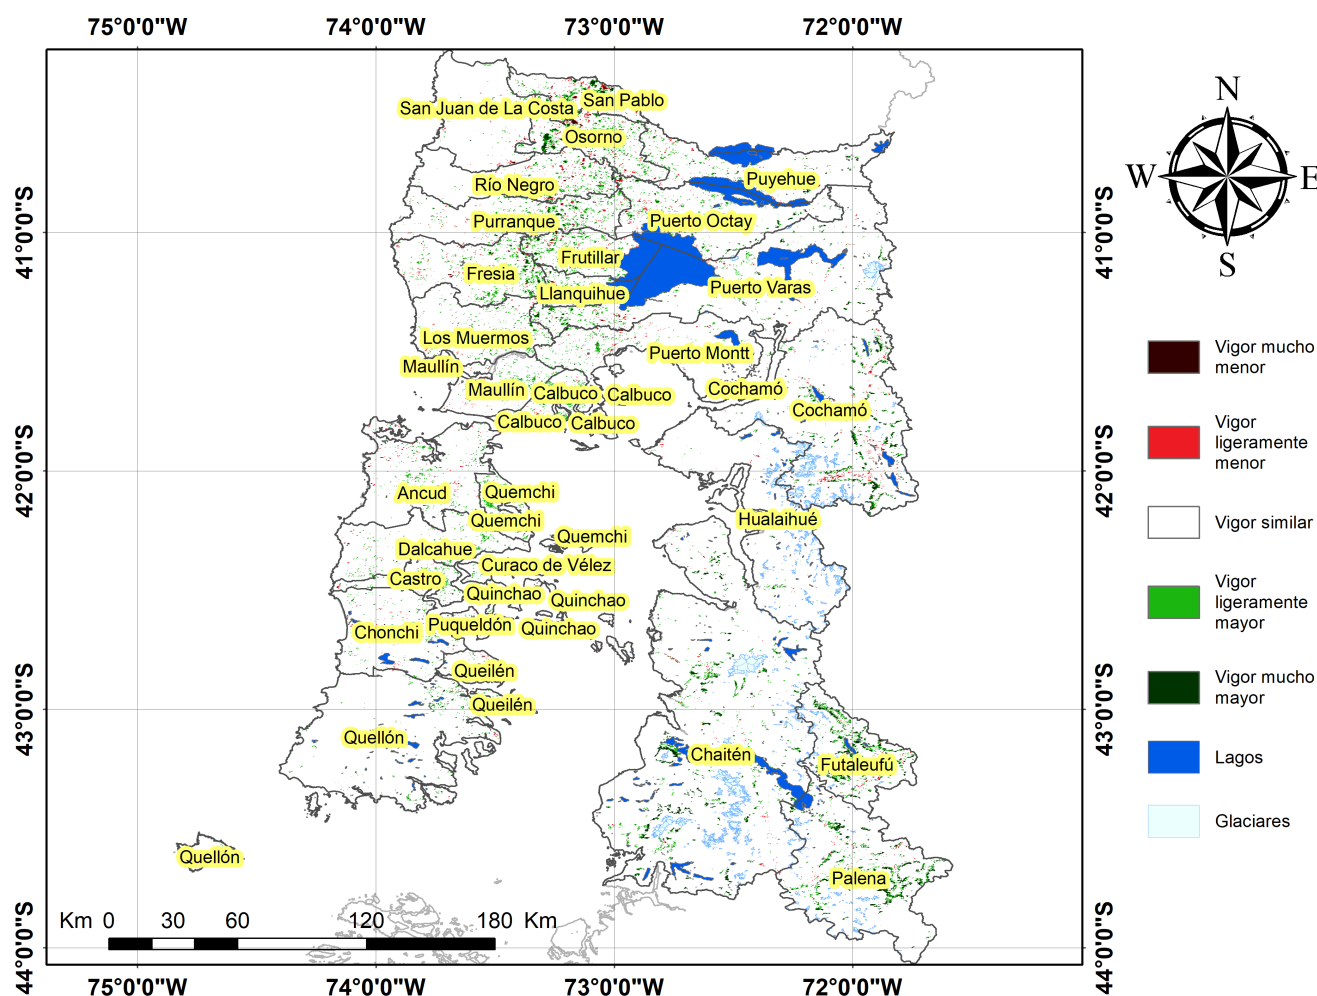 75°0'0"W 74°0'0"W 73°0'0"W 72°0'0"W
N
W E
S
41°0'0"S 41°0'0"S
42°0'0"S 42°0'0"S
43°0'0"S 43°0'0"S
44°0'0"S 44°0'0"S
San Juan de La Costa
San Pablo
Osorno
Puyehue
Río Negro
Purranque
Puerto Octay
Frutillar
Fresia
Llanquihue
Puerto Varas
Los Muermos
Puerto Montt
Maullín
Maullín
Calbuco
Calbuco
Cochamó
Cochamó
Calbuco
Calbuco
Ancud
Quemchi
Quemchi
Hualaihué
Quemchi
Dalcahue
Curaco de Vélez
Castro
Quinchao
Quinchao
Puqueldón
Quinchao
Chonchi
Queilén
Queilén
Quellón
Chaitén
Futaleufú
Quellón
Palena
Km 0 30 60 120 180 Km
75°0'0"W 74°0'0"W 73°0'0"W 72°0'0"W
Vigor mucho
menor
Vigor
ligeramente
menor
Vigor similar
Vigor
ligeramente
mayor
Vigor mucho
mayor
Lagos
Glaciares